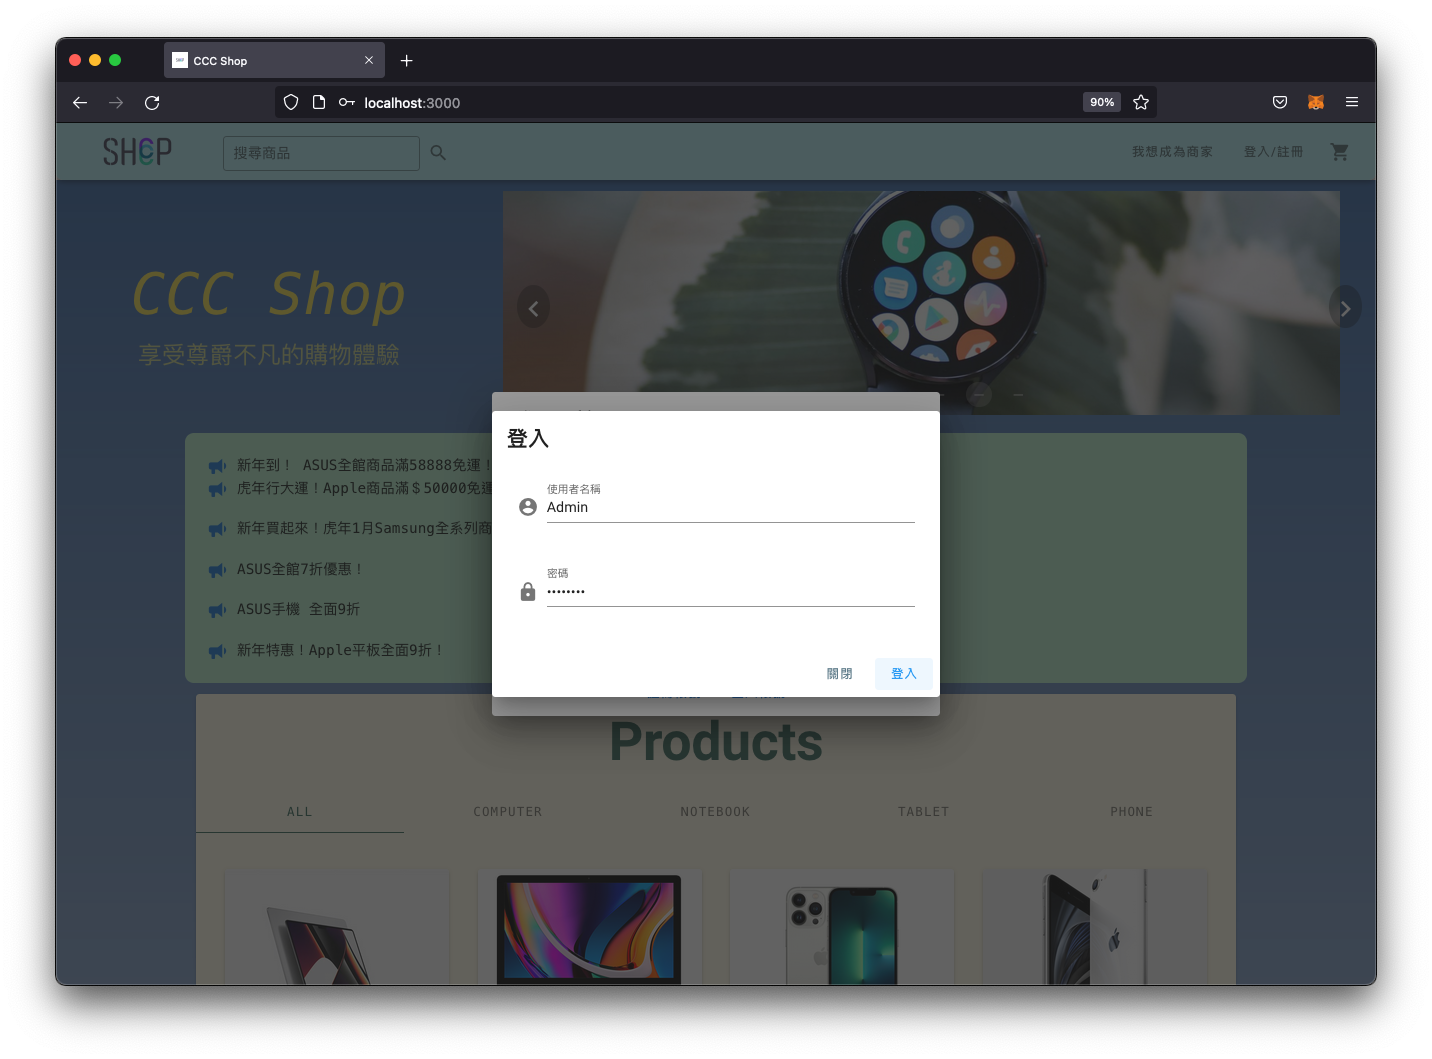 CCC Shop
localhost:3000
90%
SHOP
搜尋商品
我想成為商家
登入/註冊
CCC Shop
享受尊爵不凡的購物體驗
新年到！ ASUS全館商品滿58888免運！
虎年行大運！Apple商品滿＄50000免運
新年買起來！虎年1月Samsung全系列商
ASUS全館7折優惠！
ASUS手機 全面9折
新年特惠！Apple平板全面9折！
登入
使用者名稱
Admin
密碼
••••••••
關閉
登入
Products
ALL
COMPUTER
NOTEBOOK
TABLET
PHONE